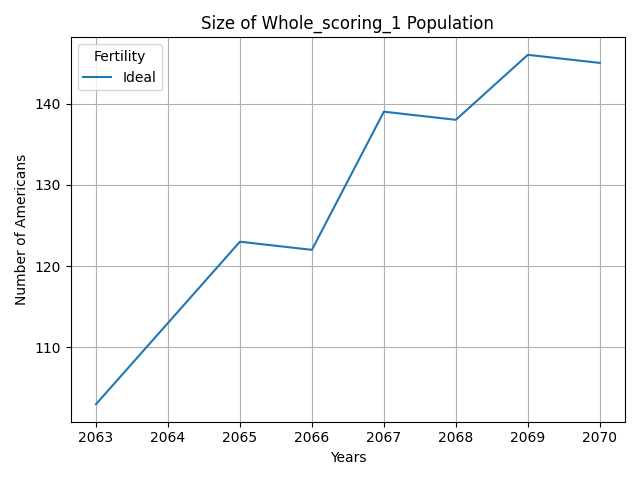 Size of Whole_scoring_1 Population
Fertility
Ideal
140
130
120
110
Number of Americans
2063 2064 2065 2066 2067 2068 2069 2070
Years